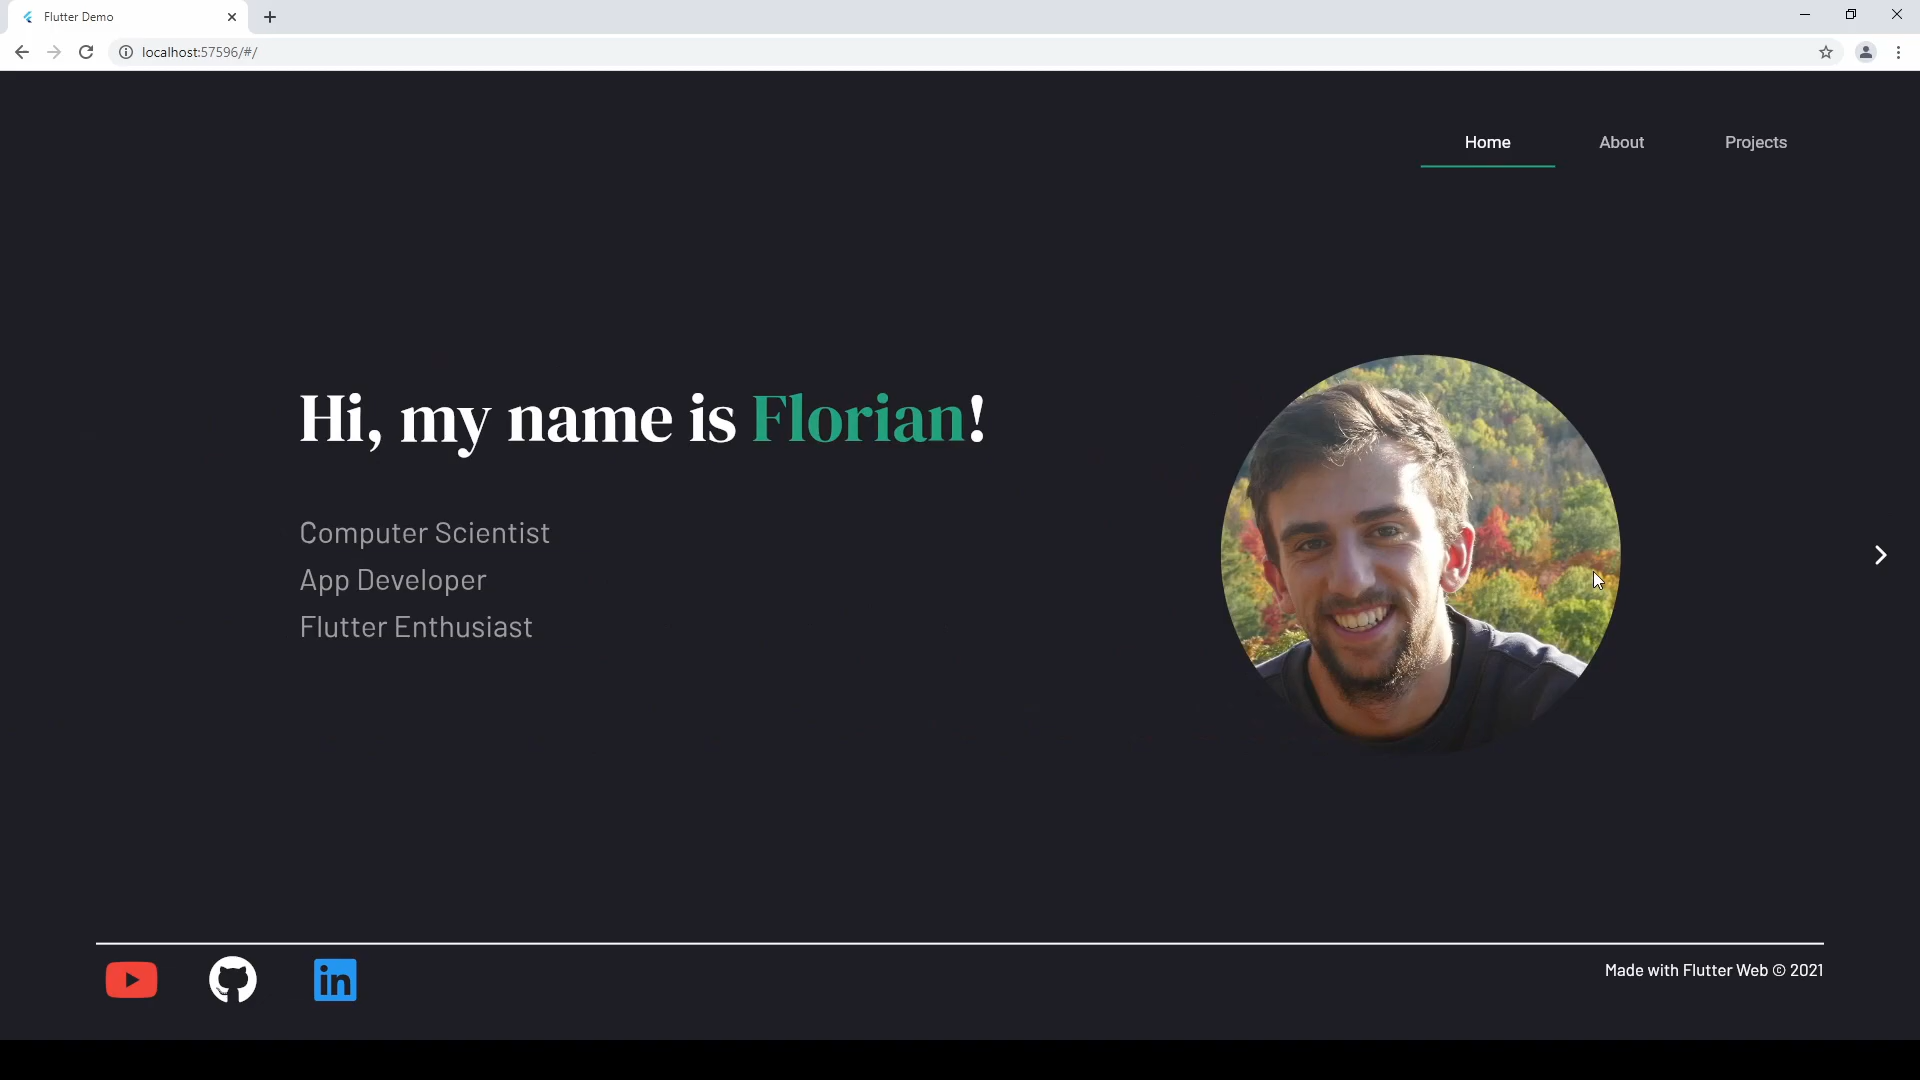 Flutter Demo
localhost:57596/#/
Home About Projects
Hi, my name is Florian!
Computer Scientist
App Developer
Flutter Enthusiast
in
Made with Flutter Web © 2021